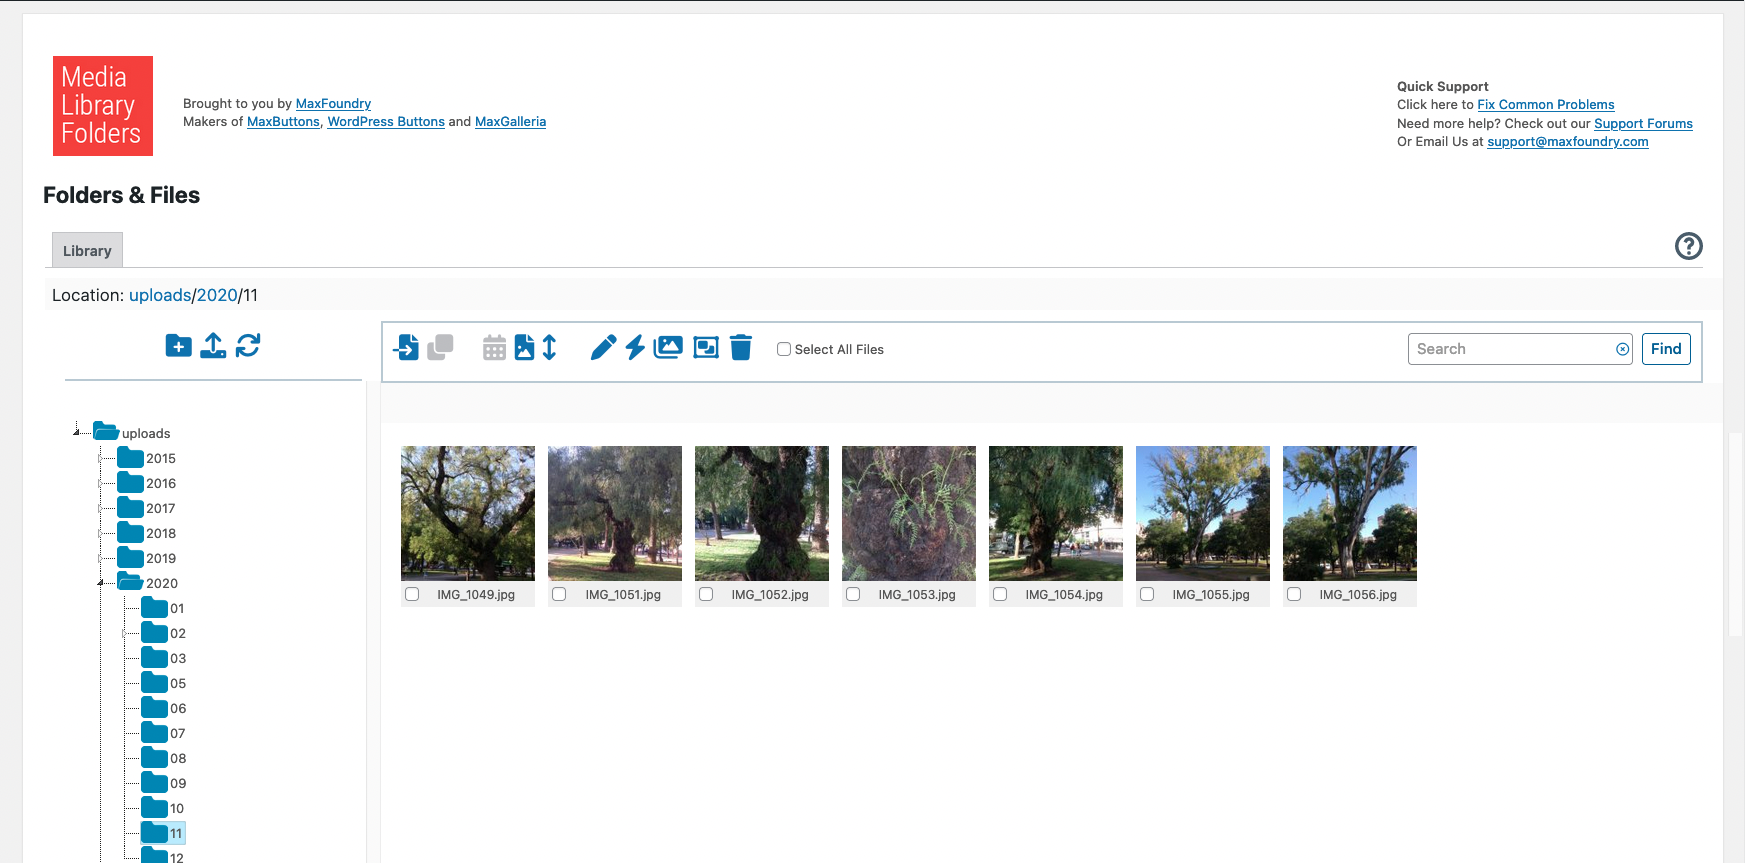 Media
Library
Folders
Brought to you by MaxFoundry
Makers of MaxButtons, WordPress Buttons and MaxGalleria
Quick Support
Click here to Fix Common Problems
Need more help? Check out our Support Forums
Or Email Us at support@maxfoundry.com
Folders & Files
Library
Location: uploads/2020/11
Select All Files
Search
Find
uploads
2015
2016
2017
2018
2019
2020
01
02
03
05
06
07
08
09
10
11
12
IMG_1049.jpg
IMG_1051.jpg
IMG_1052.jpg
IMG_1053.jpg
IMG_1054.jpg
IMG_1055.jpg
IMG_1056.jpg